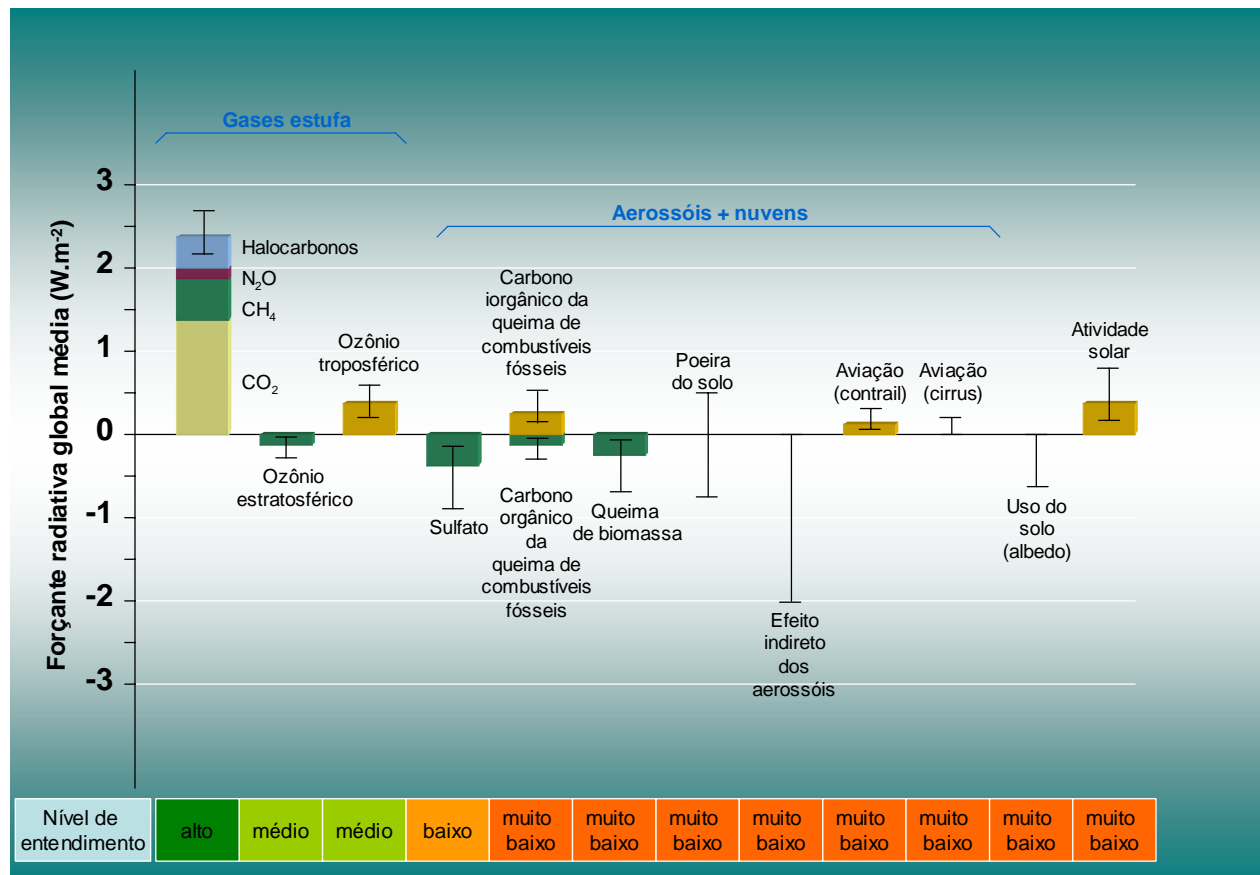 Gases estufa
Aerossóis + nuvens
Forçante radiativa global média (W.m-2)
3
2
1
0
-1
-2
-3
Halocarbonos
N2O
CH4
CO2
Ozônio
estratosférico
Ozônio
troposférico
Sulfato
Carbono
iorgânico da
queima de
combustíveis
fósseis
Carbono
orgânico
da
queima de
combustíveis
fósseis
Queima
de biomassa
Poeira
do solo
Efeito
indireto
dos
aerossóis
Aviação
(contrail)
Aviação
(cirrus)
Uso do
solo
(albedo)
Atividade
solar
Nível de
entendimento
alto
médio
médio
baixo
muito
baixo
muito
baixo
muito
baixo
muito
baixo
muito
baixo
muito
baixo
muito
baixo
muito
baixo